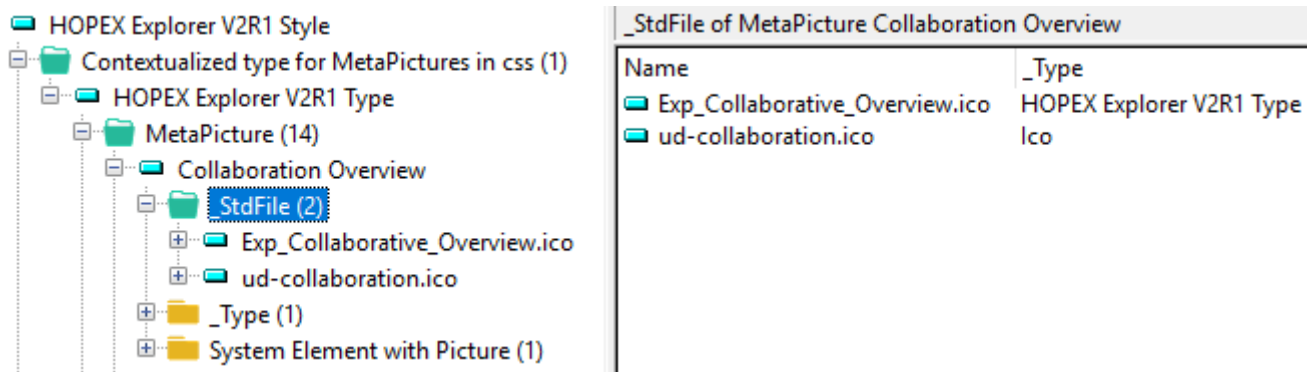 HOPEX Explorer V2R1 Style
Contextualized type for MetaPictures in css (1)
HOPEX Explorer V2R1 Type
MetaPicture (14)
Collaboration Overview
_StdFile (2)
Exp_Collaborative_Overview.ico
ud-collaboration.ico
_Type (1)
System Element with Picture (1)
_StdFile of MetaPicture Collaboration Overview
Name _Type
Exp_Collaborative_Overview.ico HOPEX Explorer V2R1 Type
ud-collaboration.ico Ico